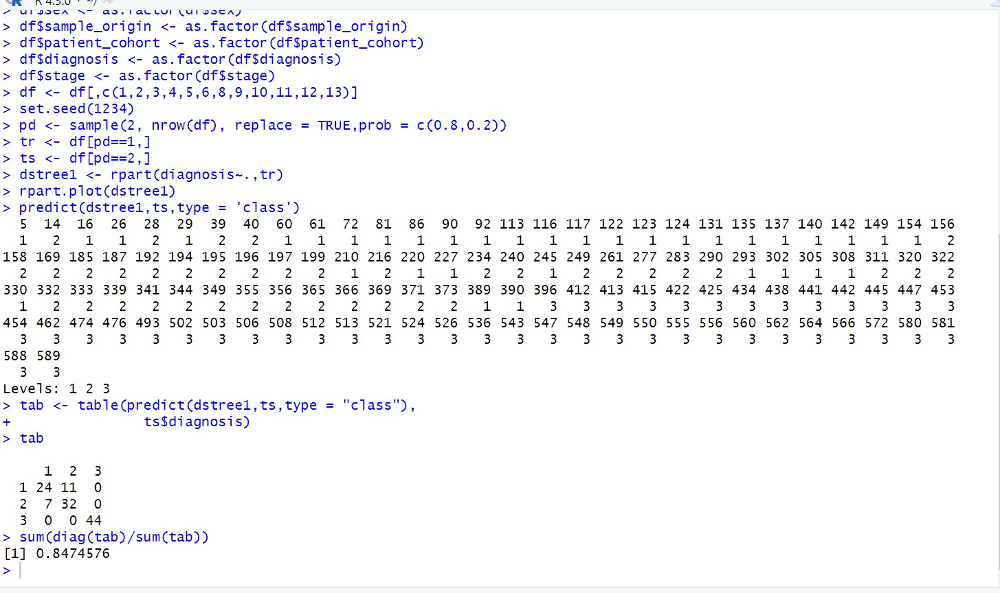 R 4.3.0 · ~/
> df$sex <- as.factor(df$sex)
> df$sample_origin <- as.factor(df$sample_origin)
> df$patient_cohort <- as.factor(df$patient_cohort)
> df$diagnosis <- as.factor(df$diagnosis)
> df$stage <- as.factor(df$stage)
> df <- df[,c(1,2,3,4,5,6,8,9,10,11,12,13)]
> set.seed(1234)
> pd <- sample(2, nrow(df), replace = TRUE,prob = c(0.8,0.2))
> tr <- df[pd==1,]
> ts <- df[pd==2,]
> dstree1 <- rpart(diagnosis~.,tr)
> rpart.plot(dstree1)
> predict(dstree1,ts,type = 'class')
5 14 16 26 28 29 39 40 60 61 72 81 86 90 92 113 116 117 122 123 124 131 135 137 140 142 149 154 156
1 2 1 1 2 1 2 2 1 1 1 1 1 1 1 1 1 1 1 1 1 1 1 1 1 1 1 1 2
158 169 185 187 192 194 195 196 197 199 210 216 220 227 234 240 245 249 261 277 283 290 293 302 305 308 311 320 322
2 2 2 2 2 2 2 2 2 2 1 2 1 1 2 2 1 2 2 2 2 2 1 1 1 1 2 2 2
330 332 333 339 341 344 349 355 356 365 366 369 371 373 389 390 396 412 413 415 422 425 434 438 441 442 445 447 453
1 2 2 2 2 2 2 2 2 2 2 2 2 2 1 1 3 3 3 3 3 3 3 3 3 3 3 3 3
454 462 474 476 493 502 503 506 508 512 513 521 524 526 536 543 547 548 549 550 555 556 560 562 564 566 572 580 581
3 3 3 3 3 3 3 3 3 3 3 3 3 3 3 3 3 3 3 3 3 3 3 3 3 3 3 3 3
588 589
3 3
Levels: 1 2 3
> tab <- table(predict(dstree1,ts,type = "class"),
+ ts$diagnosis)
> tab
1 2 3
1 24 11 0
2 7 32 0
3 0 0 44
> sum(diag(tab)/sum(tab))
[1] 0.8474576
>